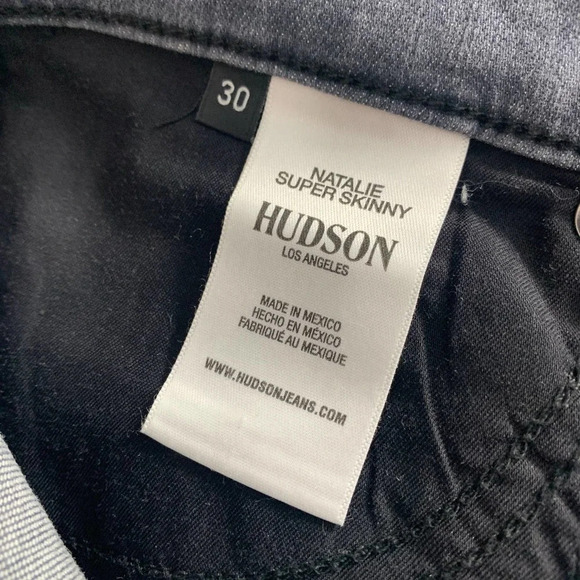 30
NATALIE
SUPER SKINNY
HUDSON
LOS ANGELES
MADE IN MEXICO
HECHO EN MÉXICO
FABRIQUÉ AU MEXIQUE
WWW.HUDSONJEANS.COM